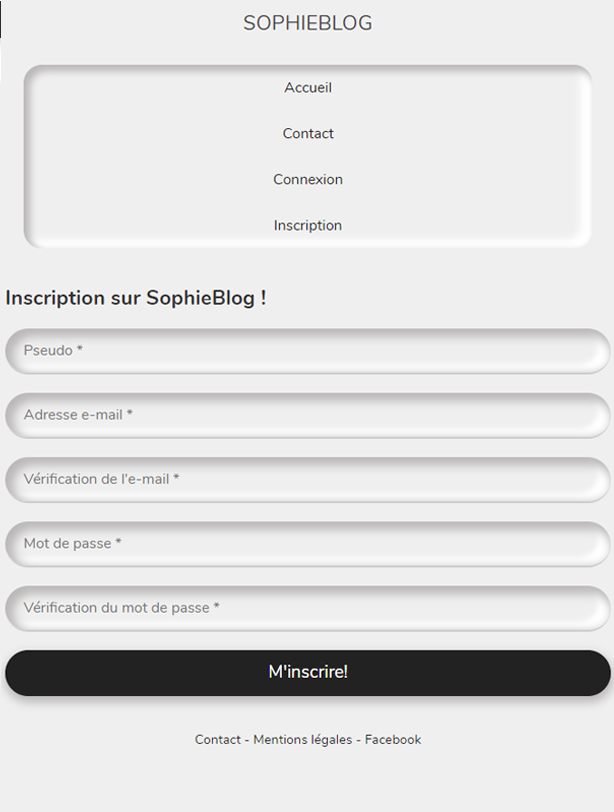 SOPHIEBLOG
Accueil
Contact
Connexion
Inscription
Inscription sur SophieBlog !
Pseudo *
Adresse e-mail *
Vérification de l'e-mail *
Mot de passe *
Vérification du mot de passe *
M'inscrire!
Contact - Mentions légales - Facebook